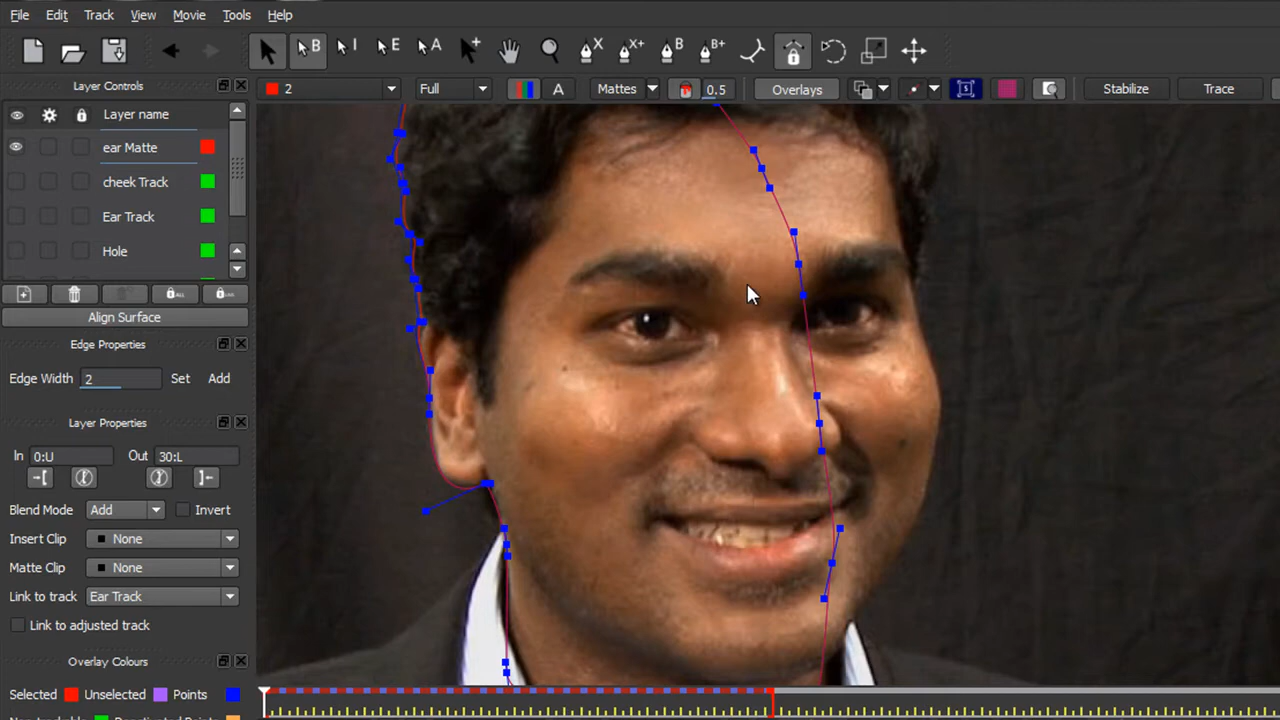 File Edit Track View Movie Tools Help
B I E A X X+ B B+
Layer Controls
2 Full A Mattes 0.5 Overlays S Stabilize Trace
Layer name
ear Matte
cheek Track
Ear Track
Hole
ALL
Align Surface
Edge Properties
Edge Width 2 Set Add
Layer Properties
In 0:U Out 30:L
Blend Mode Add Invert
Insert Clip None
Matte Clip None
Link to track Ear Track
Link to adjusted track
Overlay Colours
Selected Unselected Points